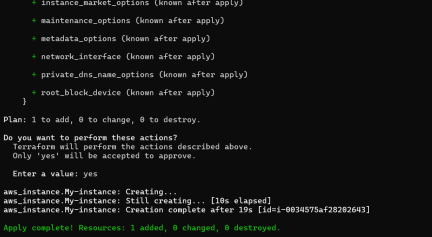 + instance_market_options (known after apply)
+ maintenance_options (known after apply)
+ metadata_options (known after apply)
+ network_interface (known after apply)
+ private_dns_name_options (known after apply)
+ root_block_device (known after apply)
}
Plan: 1 to add, 0 to change, 0 to destroy.
Do you want to perform these actions?
Terraform will perform the actions described above.
Only 'yes' will be accepted to approve.
Enter a value: yes
aws_instance.My-instance: Creating...
aws_instance.My-instance: Still creating... [10s elapsed]
aws_instance.My-instance: Creation complete after 19s [id=i-0034575af28202643]
Apply complete! Resources: 1 added, 0 changed, 0 destroyed.